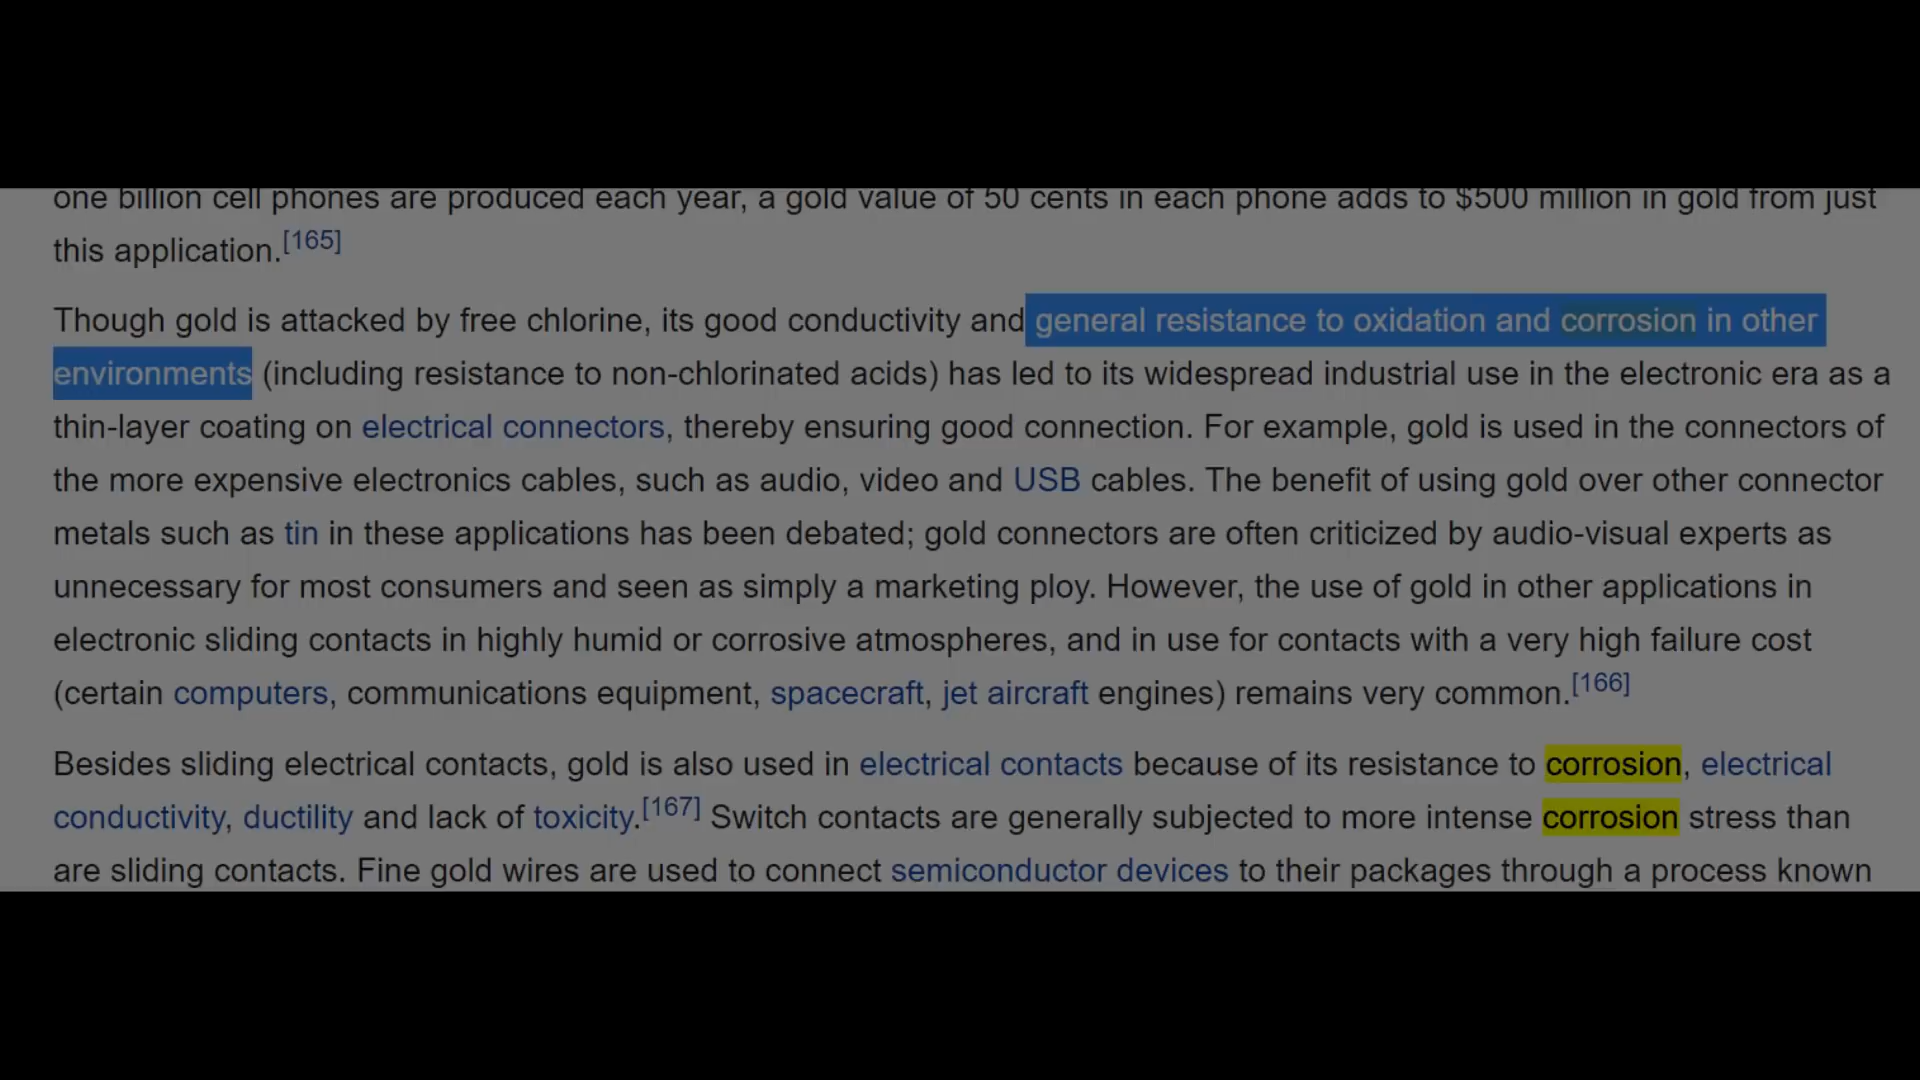 one billion cell phones are produced each year, a gold value of 50 cents in each phone adds to $500 million in gold from just
this application.[165]
Though gold is attacked by free chlorine, its good conductivity and general resistance to oxidation and corrosion in other
environments (including resistance to non-chlorinated acids) has led to its widespread industrial use in the electronic era as a
thin-layer coating on electrical connectors, thereby ensuring good connection. For example, gold is used in the connectors of
the more expensive electronics cables, such as audio, video and USB cables. The benefit of using gold over other connector
metals such as tin in these applications has been debated; gold connectors are often criticized by audio-visual experts as
unnecessary for most consumers and seen as simply a marketing ploy. However, the use of gold in other applications in
electronic sliding contacts in highly humid or corrosive atmospheres, and in use for contacts with a very high failure cost
(certain computers, communications equipment, spacecraft, jet aircraft engines) remains very common.[166]
Besides sliding electrical contacts, gold is also used in electrical contacts because of its resistance to corrosion, electrical
conductivity, ductility and lack of toxicity.[167] Switch contacts are generally subjected to more intense corrosion stress than
are sliding contacts. Fine gold wires are used to connect semiconductor devices to their packages through a process known